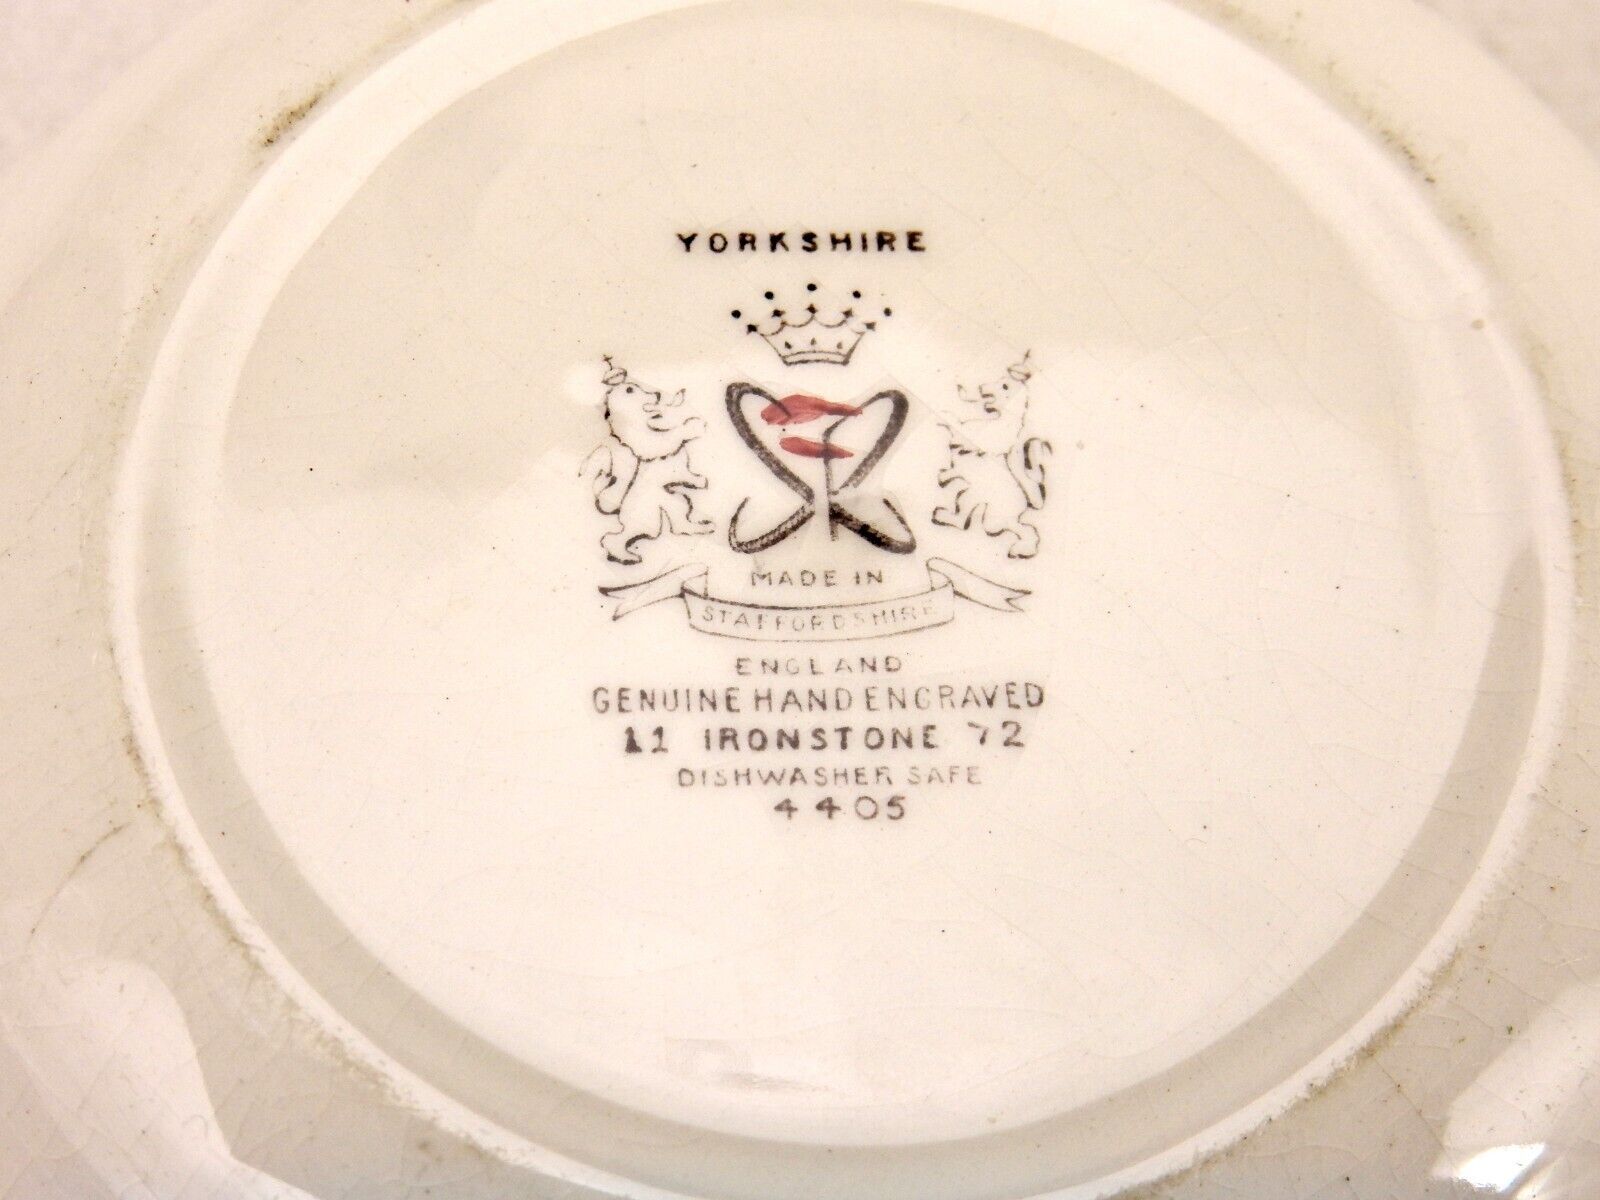 YORKSHIRE
MADE IN
STAFFORDSHIRE
ENGLAND
GENUINE HAND ENGRAVED
11 IRONSTONE 72
DISHWASHER SAFE
4405